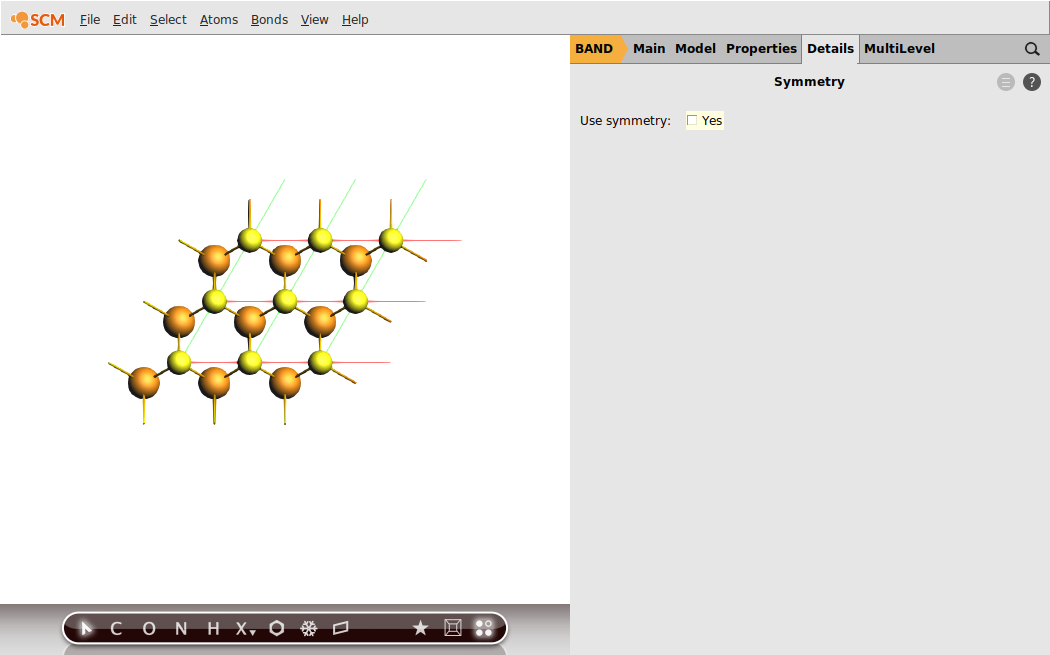 SCM File Edit Select Atoms Bonds View Help
BAND Main Model Properties Details MultiLevel
Symmetry ?
Use symmetry: Yes
C O N H X